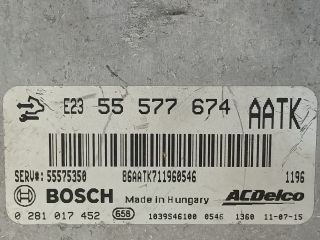 E23 55 577 674 AATK
SERV#: 55575350 86AATK711960546 1196
BOSCH Made in Hungary ACDelco
0 281 017 452 658 1039S46100 0546 1360 11-07-15